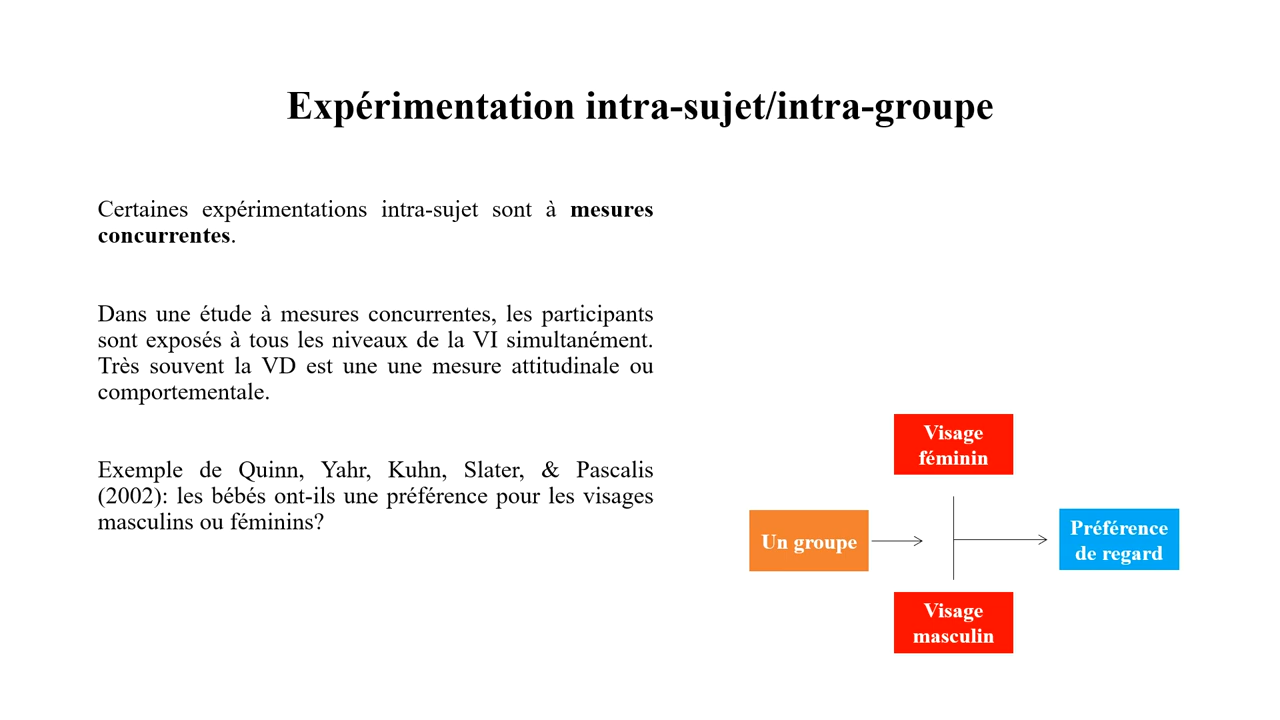 Expérimentation intra-sujet/intra-groupe
Certaines expérimentations intra-sujet sont à mesures
concurrentes.
Dans une étude à mesures concurrentes, les participants
sont exposés à tous les niveaux de la VI simultanément.
Très souvent la VD est une une mesure attitudinale ou
comportementale.
Exemple de Quinn, Yahr, Kuhn, Slater, & Pascalis
(2002): les bébés ont-ils une préférence pour les visages
masculins ou féminins?
Visage
féminin
Un groupe
Préférence
de regard
Visage
masculin